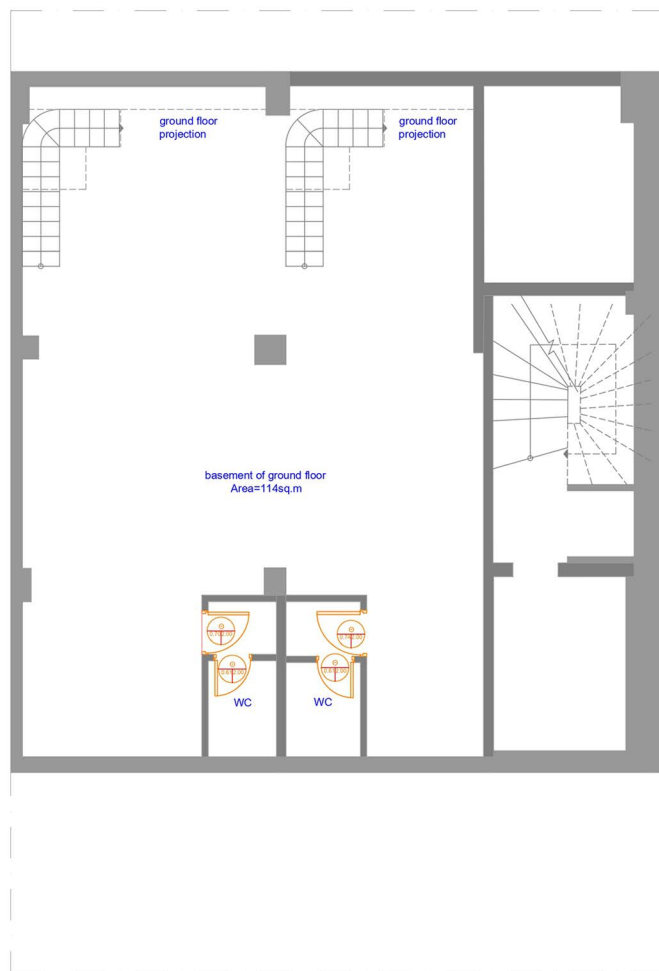 ground floor
projection
ground floor
projection
basement of ground floor
Area=114sq.m
WC
WC